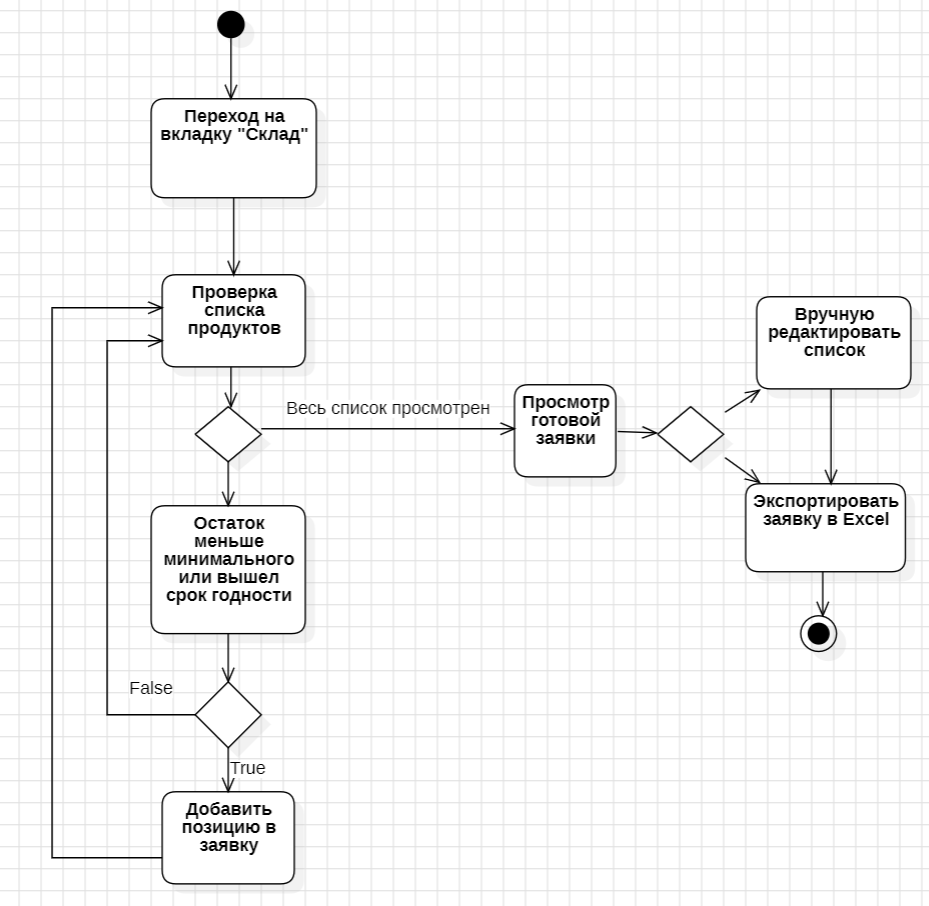 Переход на
вкладку "Склад"
Проверка
списка
продуктов
Весь список просмотрен
Просмотр
готовой
заявки
Вручную
редактировать
список
Экспортировать
заявку в Excel
Остаток
меньше
минимального
или вышел
срок годности
False
True
Добавить
позицию в
заявку